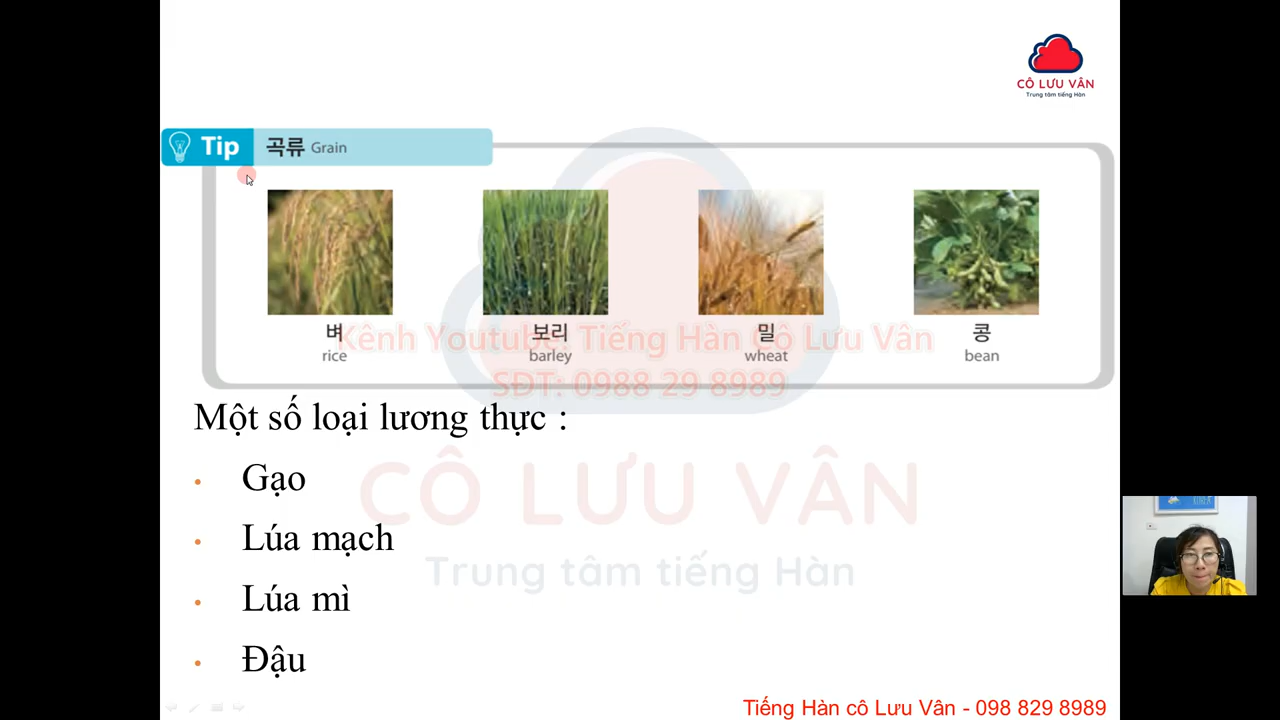 CÔ LƯU VÂN
Trung tâm tiếng Hàn
Tip 곡류 Grain
벼 보리 밀 콩
rice barley wheat bean
Kênh Youtube: Tiếng Hàn Cô Lưu Vân
SĐT: 0988 29 8989
Một số loại lương thực :
• Gạo
CÔ LƯU VÂN
• Lúa mạch
Trung tâm tiếng Hàn
• Lúa mì
• Đậu
Tiếng Hàn cô Lưu Vân - 098 829 8989